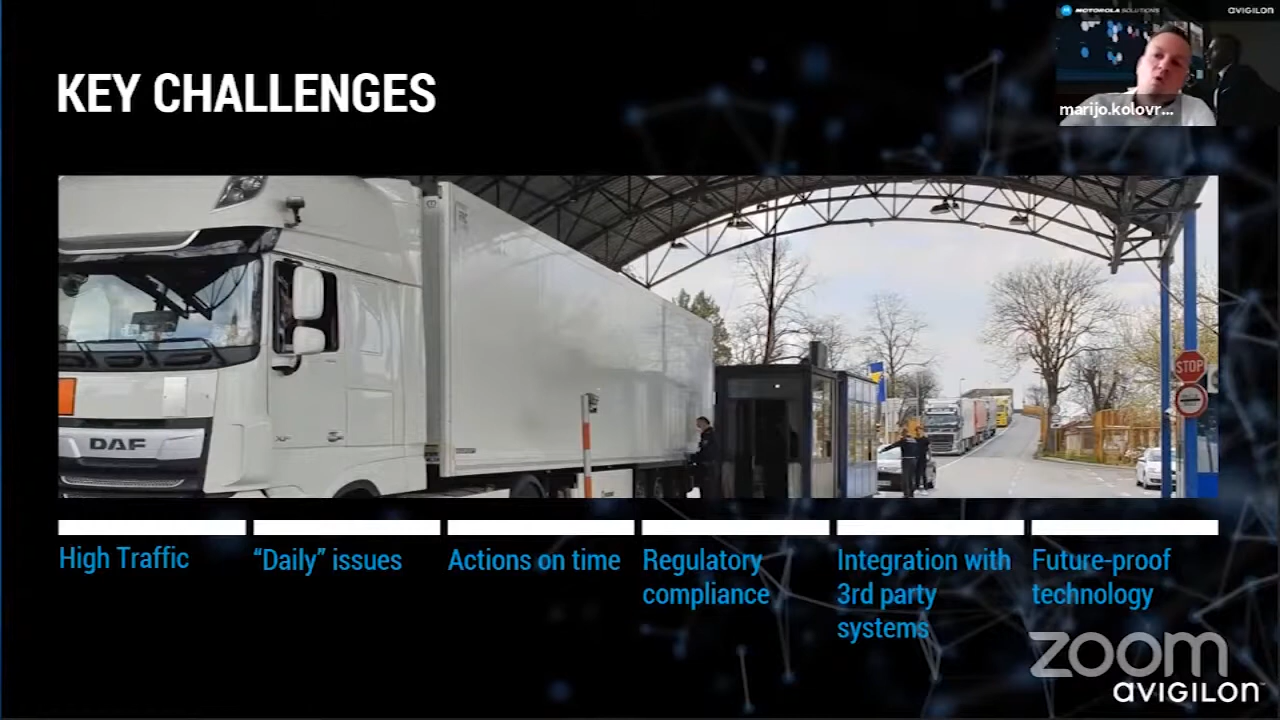 MOTOROLA SOLUTIONS
AVIGILON
marijo.kolovr...
KEY CHALLENGES
DAF
STOP
High Traffic
“Daily” issues
Actions on time
Regulatory
compliance
Integration with
3rd party
systems
Future-proof
technology
zoom
AVIGILON